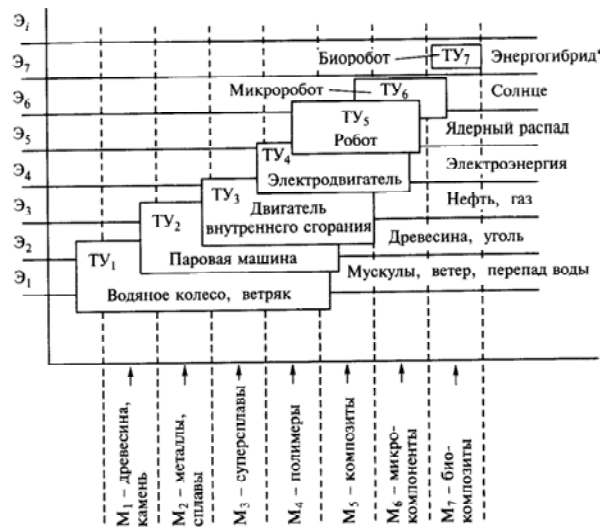 Э_i
Э_7
Биоробот
ТУ_7
Энергогибрид
Э_6
Микроробот
ТУ_6
Солнце
Э_5
ТУ_5
Робот
Ядерный распад
Э_4
ТУ_4
Электродвигатель
Электроэнергия
Э_3
ТУ_3
Двигатель
внутреннего сгорания
Нефть, газ
Э_2
ТУ_2
Паровая машина
Древесина, уголь
Э_1
ТУ_1
Водяное колесо, ветряк
Мускулы, ветер, перепад воды
М_1 – древесина,
камень
М_2 – металлы,
сплавы
М_3 – суперсплавы
М_4 – полимеры
М_5 – композиты
М_6 – микро-
компоненты
М_7 – био-
композиты